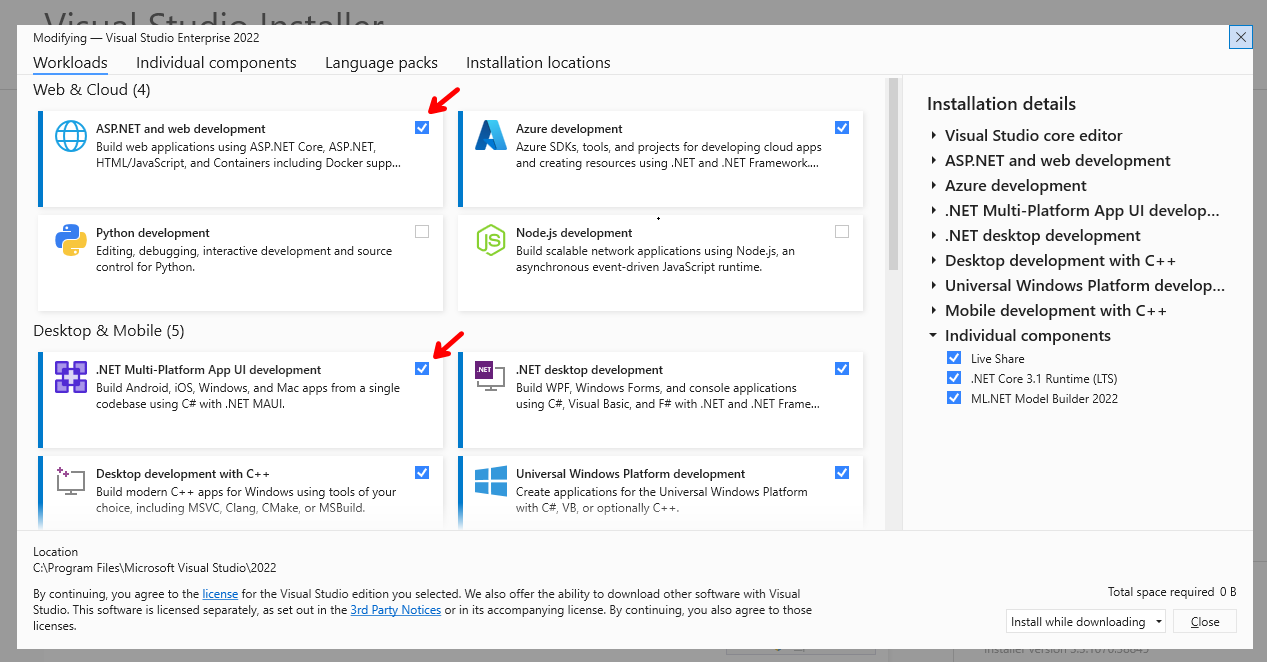 Visual Studio Installer
Modifying — Visual Studio Enterprise 2022
Workloads
Individual components
Language packs
Installation locations
Web & Cloud (4)
ASP.NET and web development
Build web applications using ASP.NET Core, ASP.NET,
HTML/JavaScript, and Containers including Docker supp...
Azure development
Azure SDKs, tools, and projects for developing cloud apps
and creating resources using .NET and .NET Framework....
Python development
Editing, debugging, interactive development and source
control for Python.
JS
Node.js development
Build scalable network applications using Node.js, an
asynchronous event-driven JavaScript runtime.
Desktop & Mobile (5)
.NET Multi-Platform App UI development
Build Android, iOS, Windows, and Mac apps from a single
codebase using C# with .NET MAUI.
.NET
.NET desktop development
Build WPF, Windows Forms, and console applications
using C#, Visual Basic, and F# with .NET and .NET Frame...
Desktop development with C++
Build modern C++ apps for Windows using tools of your
choice, including MSVC, Clang, CMake, or MSBuild.
Universal Windows Platform development
Create applications for the Universal Windows Platform
with C#, VB, or optionally C++.
Installation details
Visual Studio core editor
ASP.NET and web development
Azure development
.NET Multi-Platform App UI develop...
.NET desktop development
Desktop development with C++
Universal Windows Platform develop...
Mobile development with C++
Individual components
Live Share
.NET Core 3.1 Runtime (LTS)
ML.NET Model Builder 2022
Location
C:\Program Files\Microsoft Visual Studio\2022
By continuing, you agree to the license for the Visual Studio edition you selected. We also offer the ability to download other software with Visual
Studio. This software is licensed separately, as set out in the 3rd Party Notices or in its accompanying license. By continuing, you also agree to those
licenses.
Total space required 0 B
Install while downloading
Close
Installer version